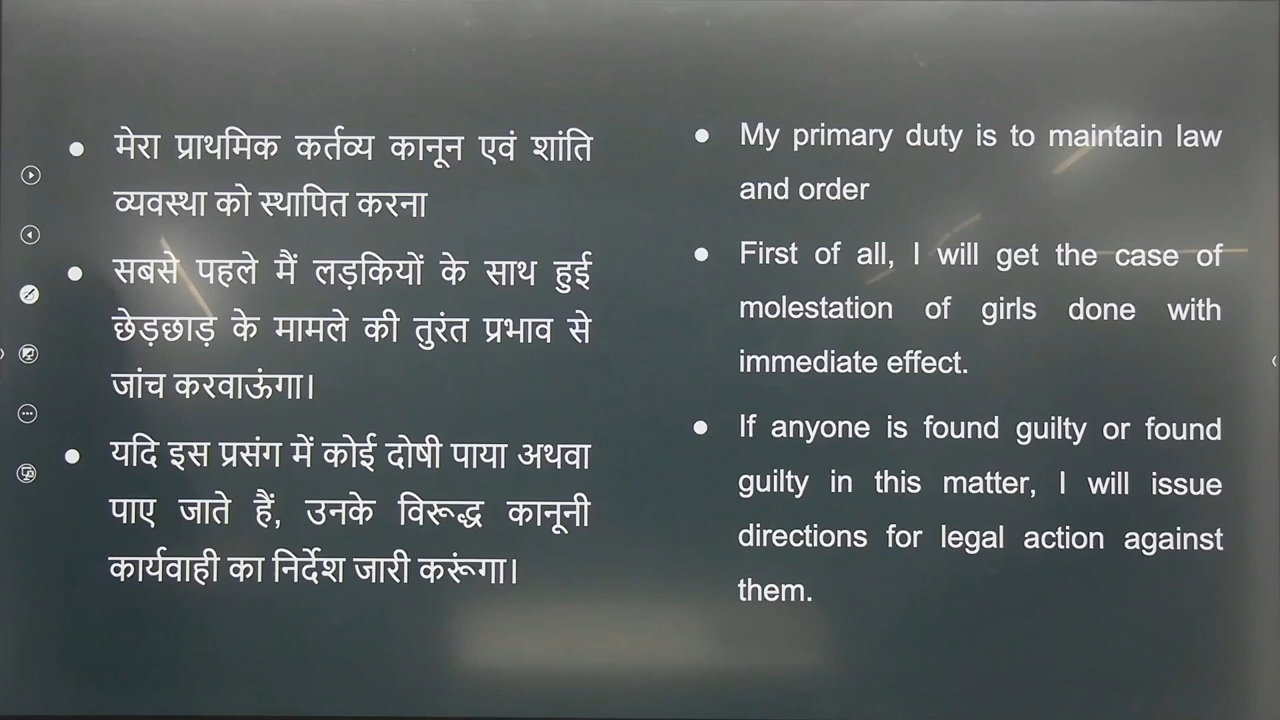 मेरा प्राथमिक कर्तव्य कानून एवं शांति
व्यवस्था को स्थापित करना
सबसे पहले मैं लड़कियों के साथ हुई
छेड़छाड़ के मामले की तुरंत प्रभाव से
जांच करवाऊंगा।
यदि इस प्रसंग में कोई दोषी पाया अथवा
पाए जाते हैं, उनके विरूद्ध कानूनी
कार्यवाही का निर्देश जारी करूंगा।
My primary duty is to maintain law
and order
First of all, I will get the case of
molestation of girls done with
immediate effect.
If anyone is found guilty or found
guilty in this matter, I will issue
directions for legal action against
them.